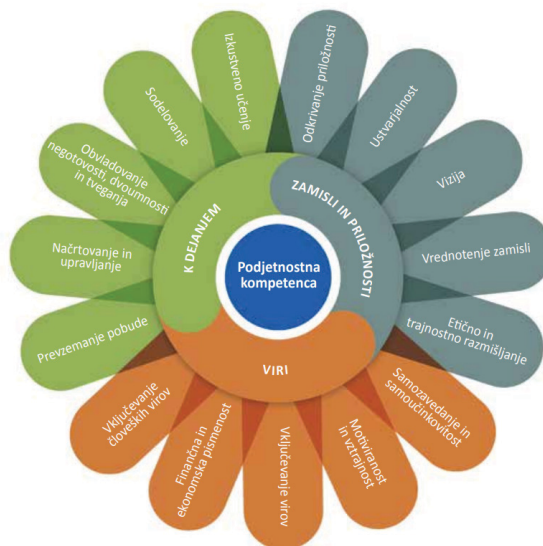 Podjetnostna
kompetenca
ZAMISLI IN PRILOŽNOSTI
Odkrivanje priložnosti
Ustvarjalnost
Vizija
Vrednotenje zamisli
Etično in
trajnostno razmišljanje
VIRI
Samozavedanje in
samoučinkovitost
Motiviranost
in vztrajnost
Vključevanje virov
Finančna in
ekonomska pismenost
Vključevanje
človeških virov
K DEJANJEM
Prevzemanje pobude
Načrtovanje in
upravljanje
Obvladovanje
negotovosti, dvoumnosti
in tveganja
Sodelovanje
Izkustveno učenje